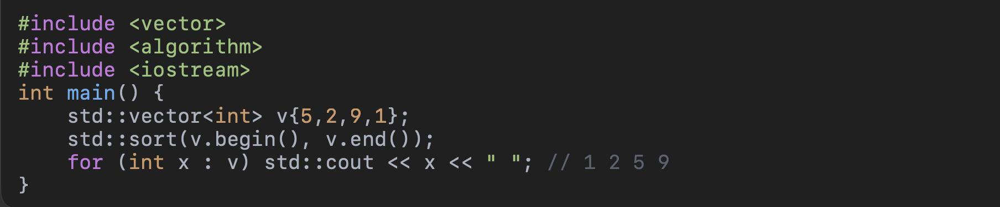 #include <vector>
#include <algorithm>
#include <iostream>
int main() {
    std::vector<int> v{5,2,9,1};
    std::sort(v.begin(), v.end());
    for (int x : v) std::cout << x << " "; // 1 2 5 9
}